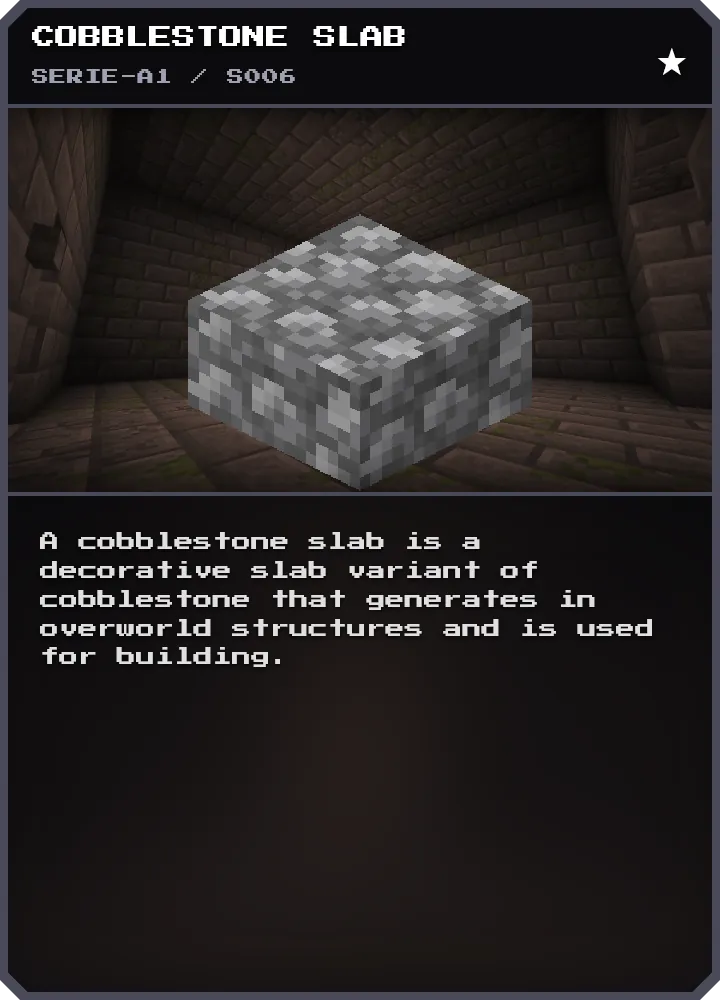 COBBLESTONE SLAB
SERIE-A1 / S006
A cobblestone slab is a
decorative slab variant of
cobblestone that generates in
overworld structures and is used
for building.